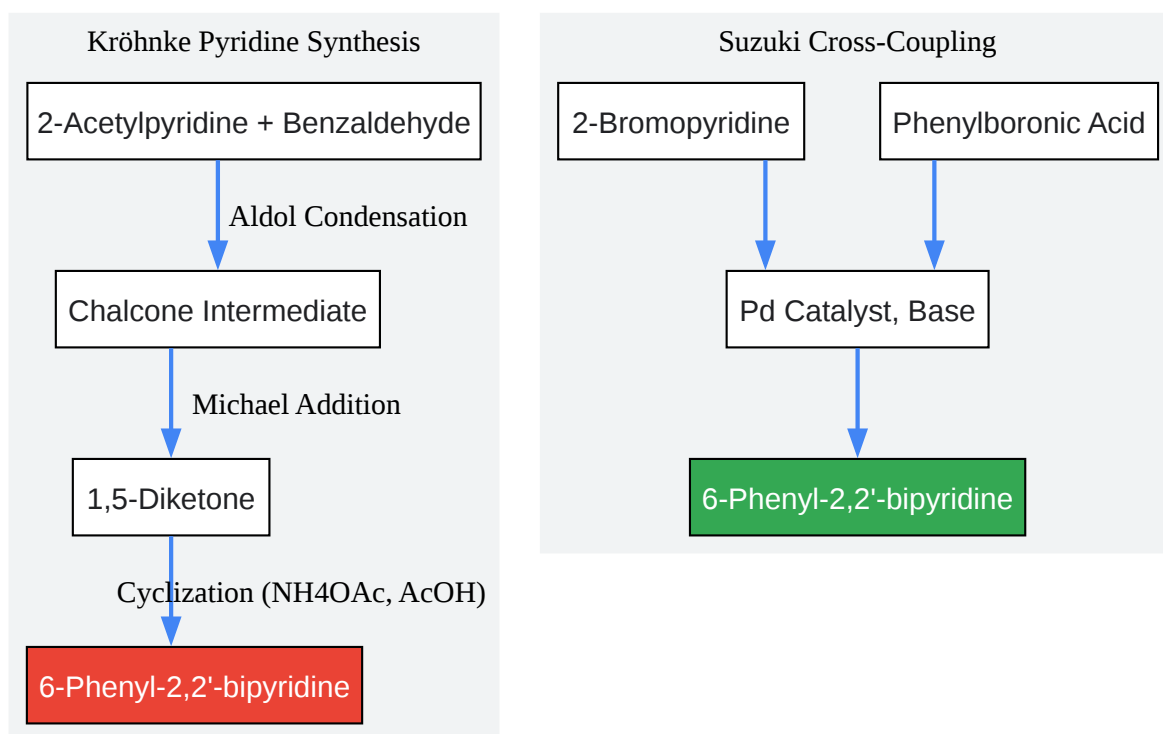 Kröhnke Pyridine Synthesis
2-Acetylpyridine + Benzaldehyde
Aldol Condensation
Chalcone Intermediate
Michael Addition
1,5-Diketone
Cyclization (NH4OAc, AcOH)
6-Phenyl-2,2'-bipyridine
Suzuki Cross-Coupling
2-Bromopyridine
Phenylboronic Acid
Pd Catalyst, Base
6-Phenyl-2,2'-bipyridine